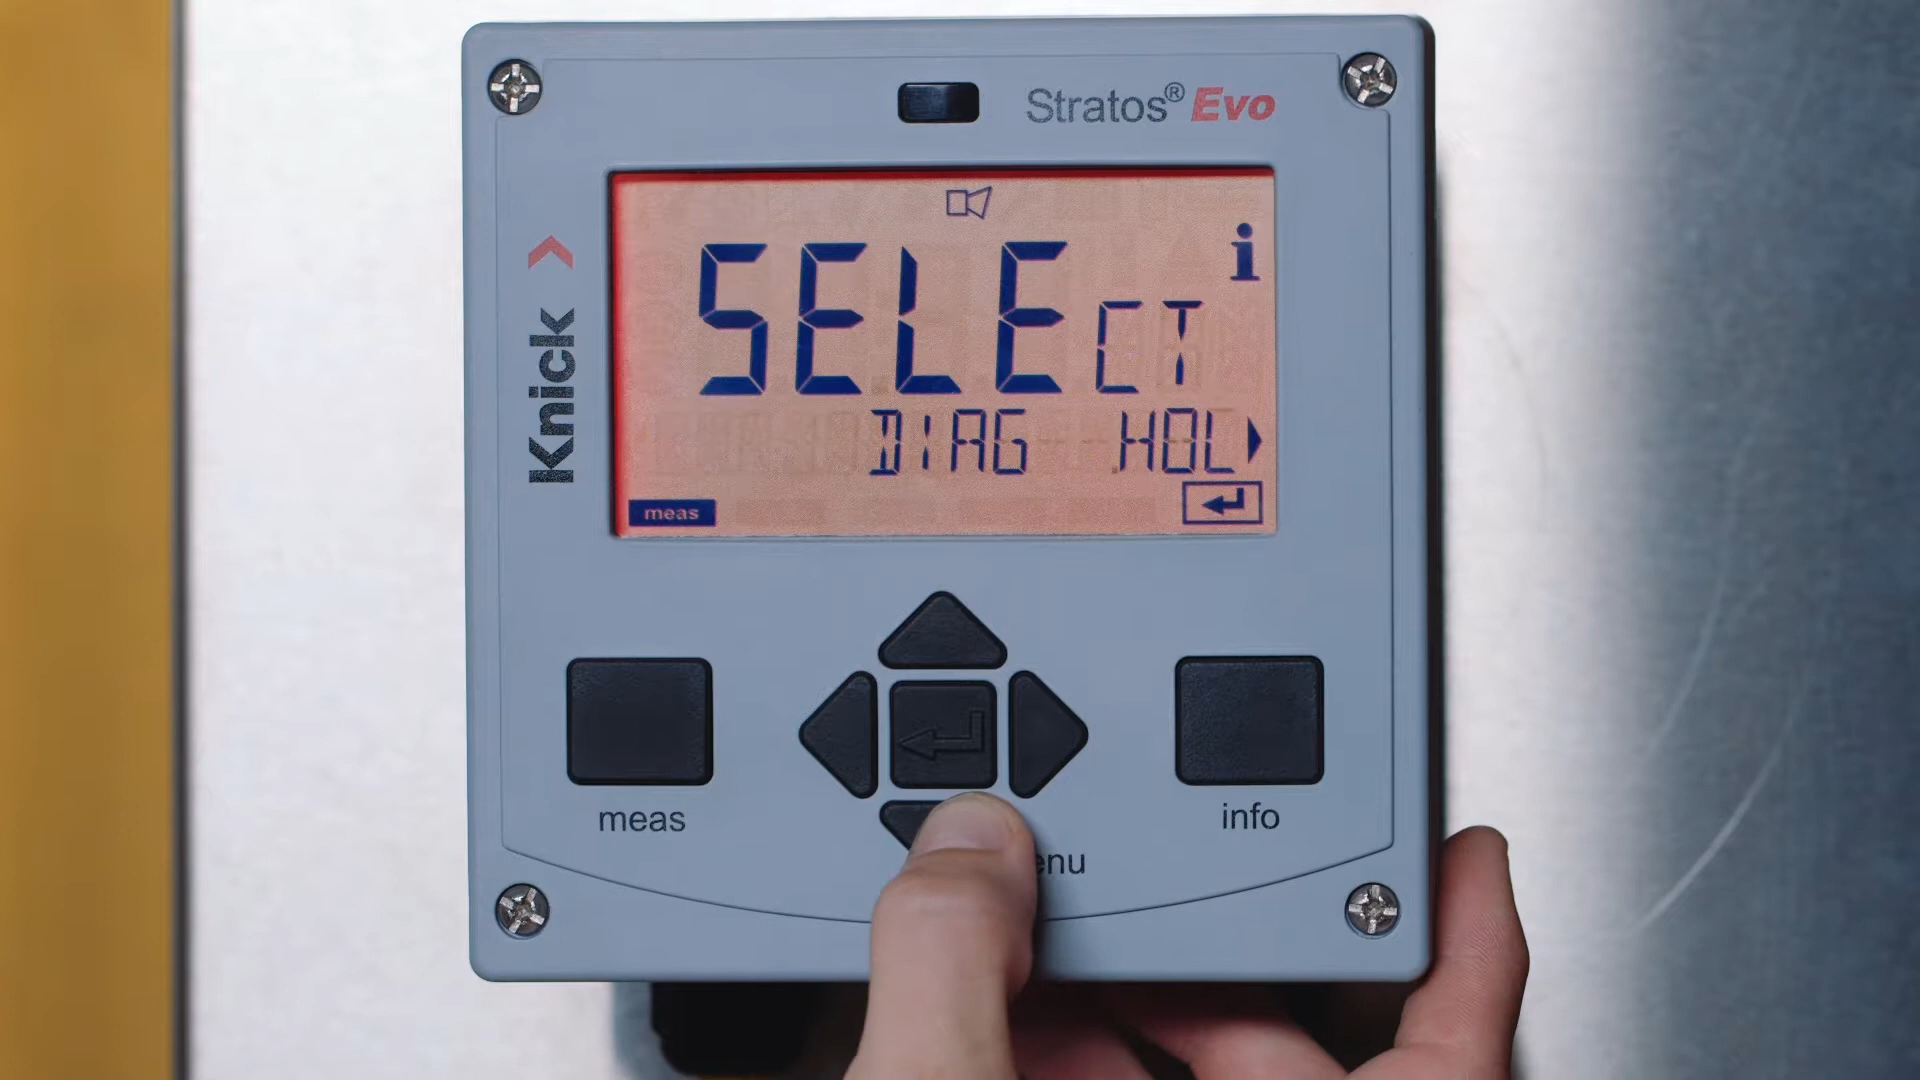 Stratos® Evo
Knick
SELECT
DIAG HOL
meas
meas
enu
info